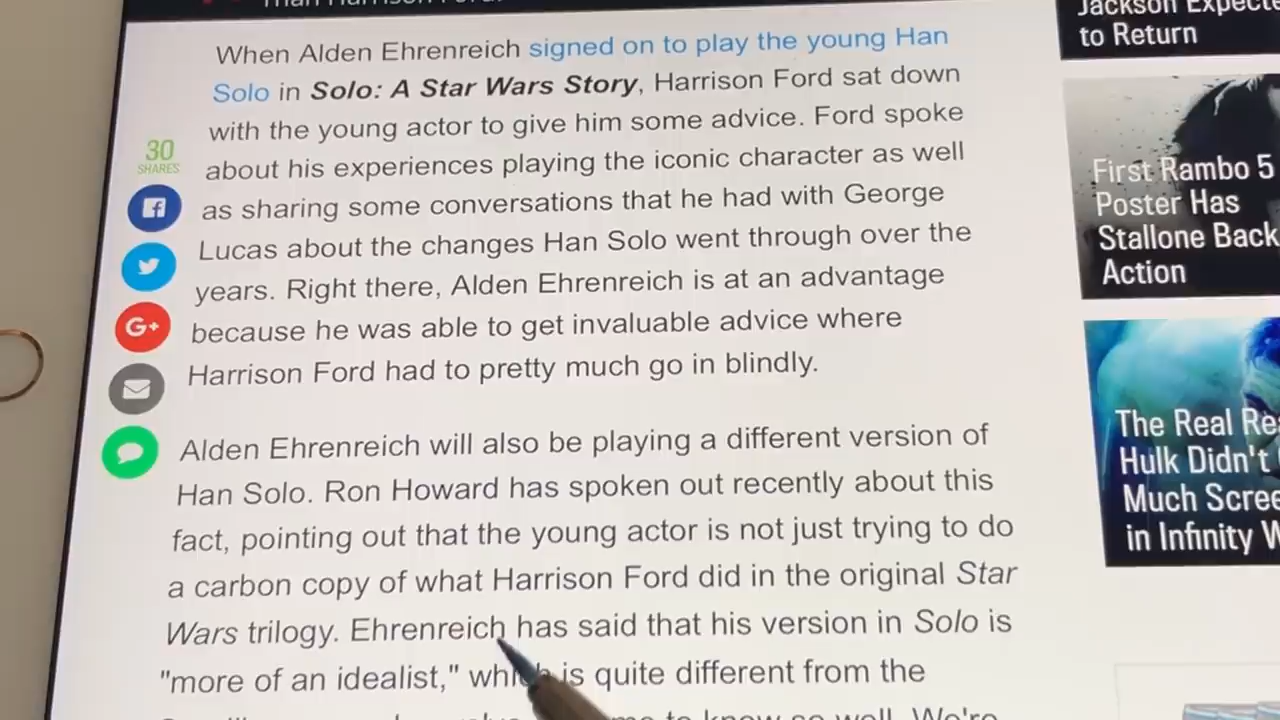 When Alden Ehrenreich signed on to play the young Han
Solo in Solo: A Star Wars Story, Harrison Ford sat down
with the young actor to give him some advice. Ford spoke
about his experiences playing the iconic character as well
as sharing some conversations that he had with George
Lucas about the changes Han Solo went through over the
years. Right there, Alden Ehrenreich is at an advantage
because he was able to get invaluable advice where
Harrison Ford had to pretty much go in blindly.
30
SHARES
G+
Alden Ehrenreich will also be playing a different version of
Han Solo. Ron Howard has spoken out recently about this
fact, pointing out that the young actor is not just trying to do
a carbon copy of what Harrison Ford did in the original Star
Wars trilogy. Ehrenreich has said that his version in Solo is
"more of an idealist," which is quite different from the
to know so well. We're
Jackson
to Return
First Rambo 5
Poster Has
Stallone Back
Action
The Real
Hulk Didn't
Much
in Infinity